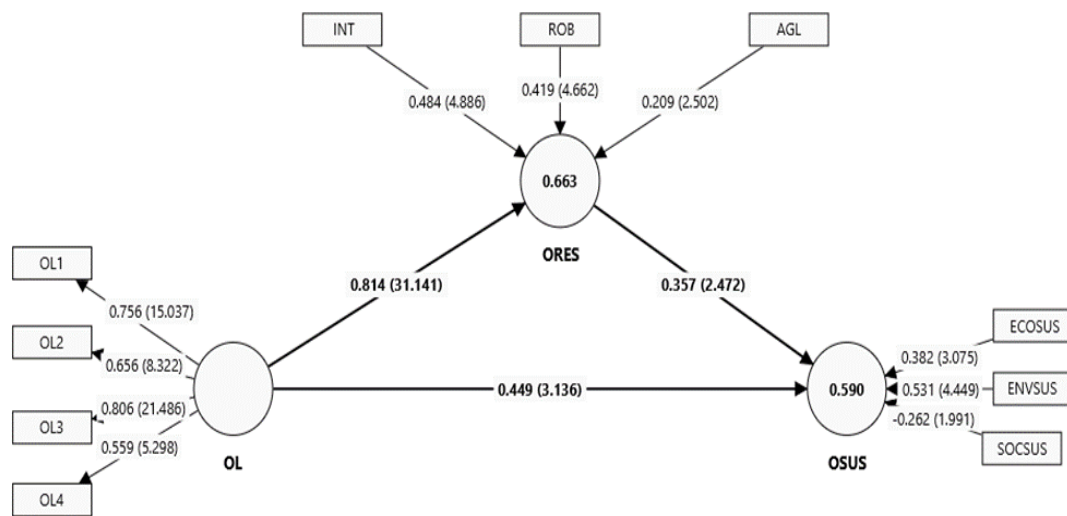 INT
ROB
AGL
0.484 (4.886)
0.419 (4.662)
0.209 (2.502)
0.663
ORES
OL1
0.756 (15.037)
0.814 (31.141)
0.357 (2.472)
OL2
0.656 (8.322)
ECOSUS
0.382 (3.075)
0.449 (3.136)
0.590
0.531 (4.449)
ENVSUS
0.806 (21.486)
-0.262 (1.991)
OL3
0.559 (5.298)
SOCSUS
OL
OSUS
OL4